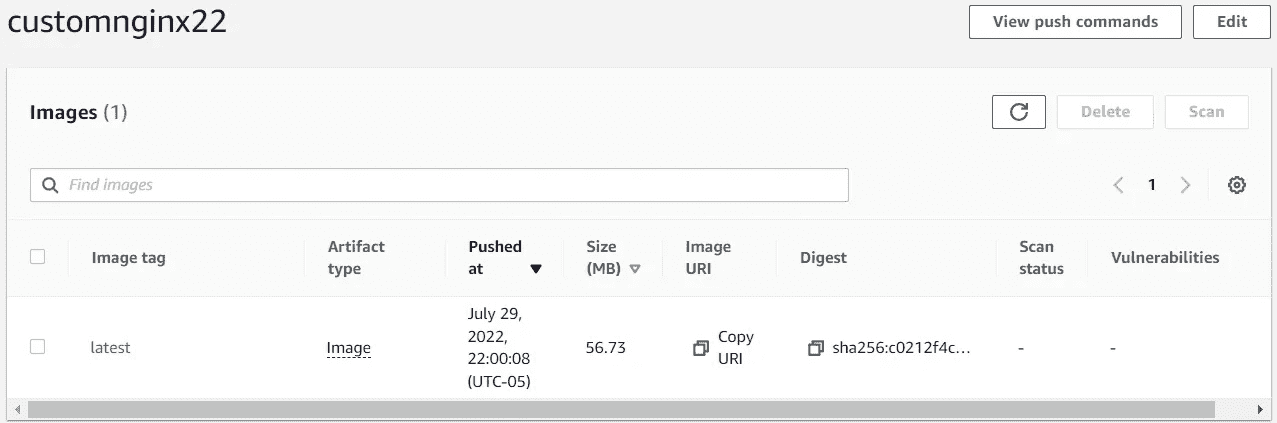 customnginx22
View push commands
Edit
Images (1)
Delete
Scan
Find images
1
Image tag
Artifact
type
Pushed
at
Size
(MB)
Image
URI
Digest
Scan
status
Vulnerabilities
latest
Image
July 29,
2022,
22:00:08
(UTC-05)
56.73
Copy
URI
sha256:c0212f4c...
-
-